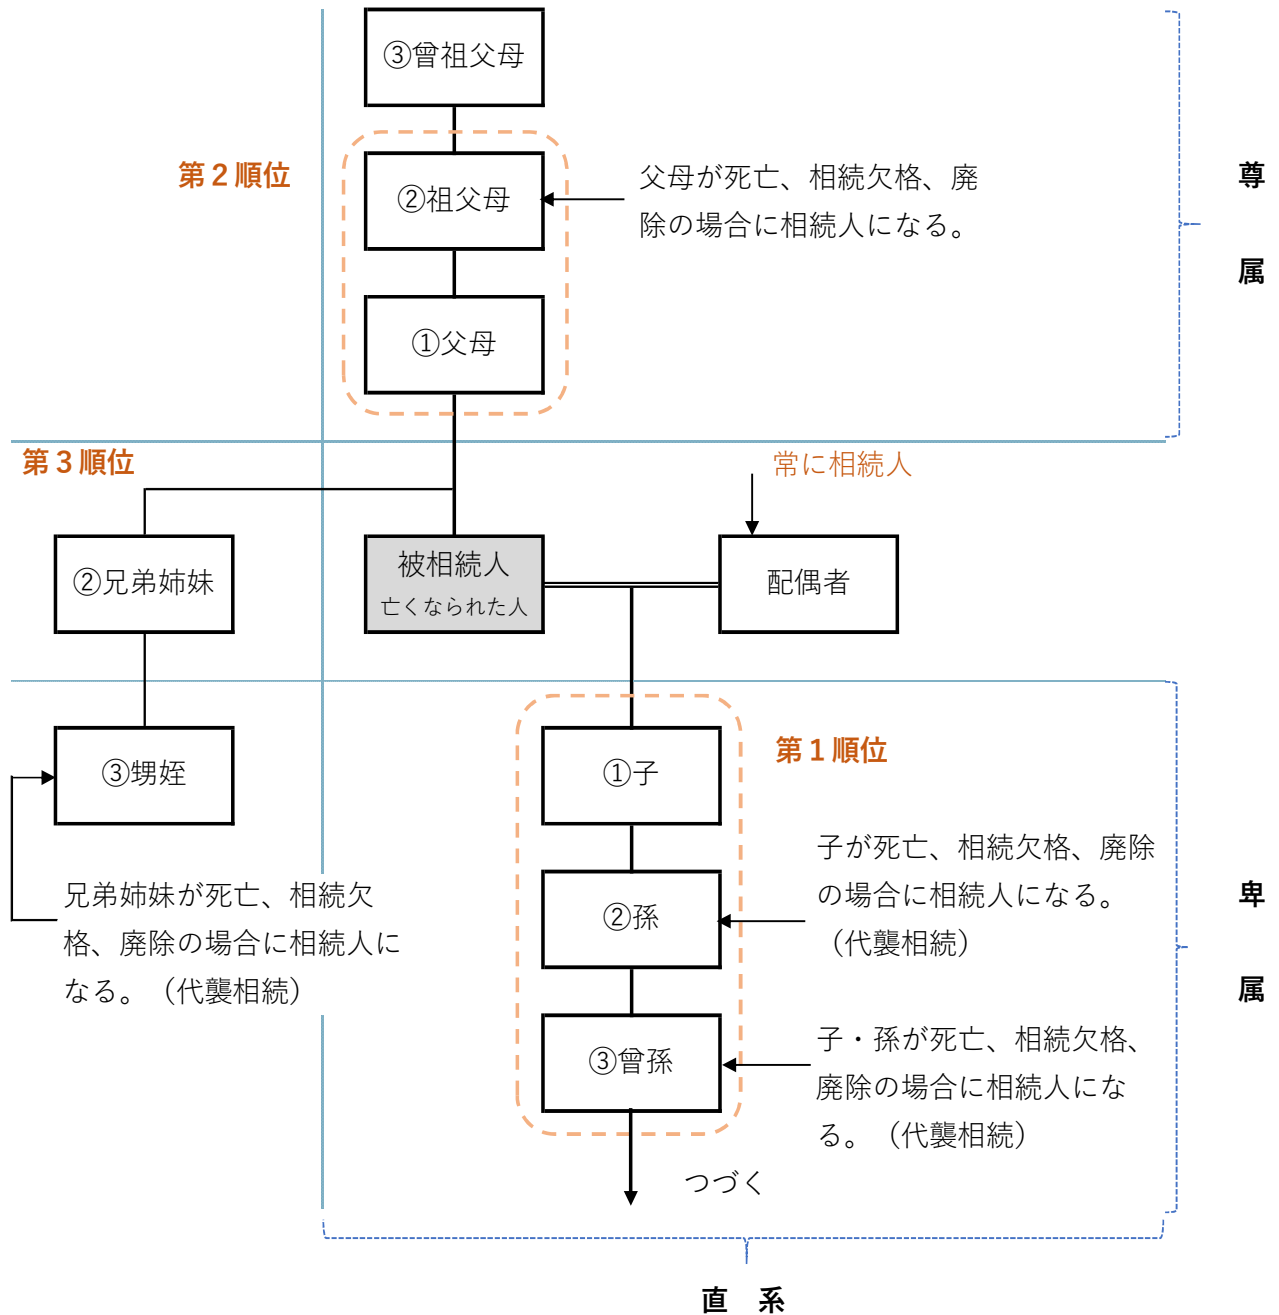 ③曾祖父母
第２順位
②祖父母
父母が死亡、相続欠格、廃
除の場合に相続人になる。
尊
属
①父母
第３順位
常に相続人
②兄弟姉妹
被相続人
亡くなられた人
配偶者
③甥姪
①子
第１順位
兄弟姉妹が死亡、相続欠
格、廃除の場合に相続人に
なる。（代襲相続）
②孫
子が死亡、相続欠格、廃除
の場合に相続人になる。
（代襲相続）
卑
属
③曾孫
子・孫が死亡、相続欠格、
廃除の場合に相続人にな
る。（代襲相続）
つづく
直　系